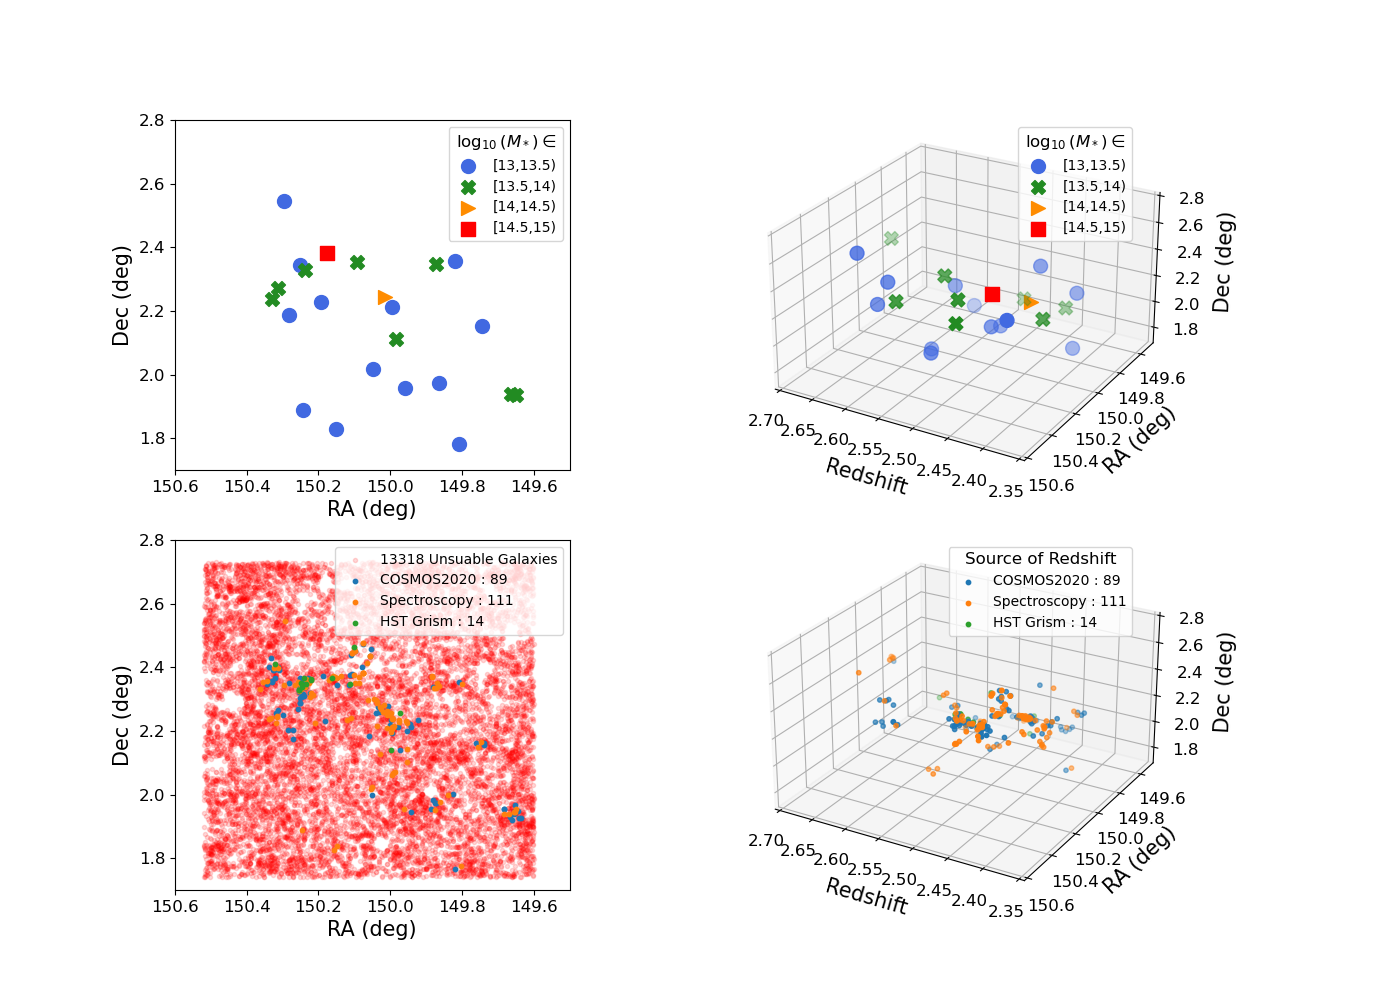 2.8
2.6
2.4
2.2
2.0
1.8
Dec (deg)
150.6 150.4 150.2 150.0 149.8 149.6
RA (deg)
log10 (M*) ∈
[13,13.5)
[13.5,14)
[14,14.5)
[14.5,15)
log10 (M*) ∈
[13,13.5)
[13.5,14)
[14,14.5)
[14.5,15)
2.8
2.6
2.4
2.2
2.0
1.8
Dec (deg)
149.6
149.8
150.0
150.2
150.4
150.6
RA (deg)
2.70 2.65 2.60 2.55 2.50 2.45 2.40 2.35
Redshift
2.8
2.6
2.4
2.2
2.0
1.8
Dec (deg)
150.6 150.4 150.2 150.0 149.8 149.6
RA (deg)
13318 Unsuable Galaxies
COSMOS2020 : 89
Spectroscopy : 111
HST Grism : 14
Source of Redshift
COSMOS2020 : 89
Spectroscopy : 111
HST Grism : 14
2.8
2.6
2.4
2.2
2.0
1.8
Dec (deg)
149.6
149.8
150.0
150.2
150.4
150.6
RA (deg)
2.70 2.65 2.60 2.55 2.50 2.45 2.40 2.35
Redshift